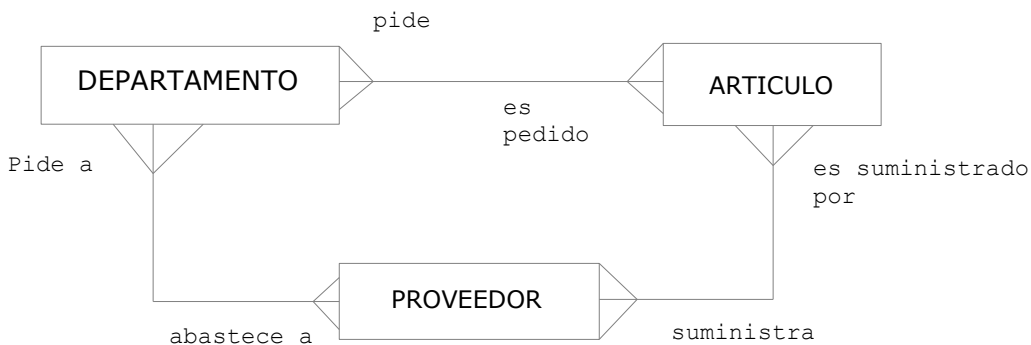 pide
DEPARTAMENTO
ARTICULO
es
pedido
Pide a
es suministrado
por
PROVEEDOR
abastece a
suministra